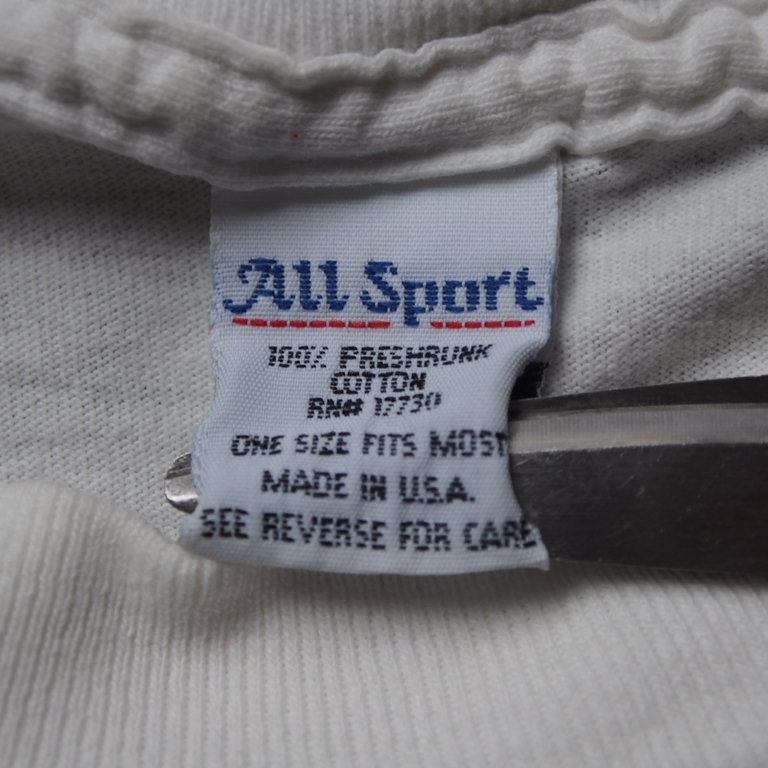 All Sport
100% PRESHRUNK
COTTON
RN# 17730
ONE SIZE FITS MOST
MADE IN U.S.A.
SEE REVERSE FOR CARE